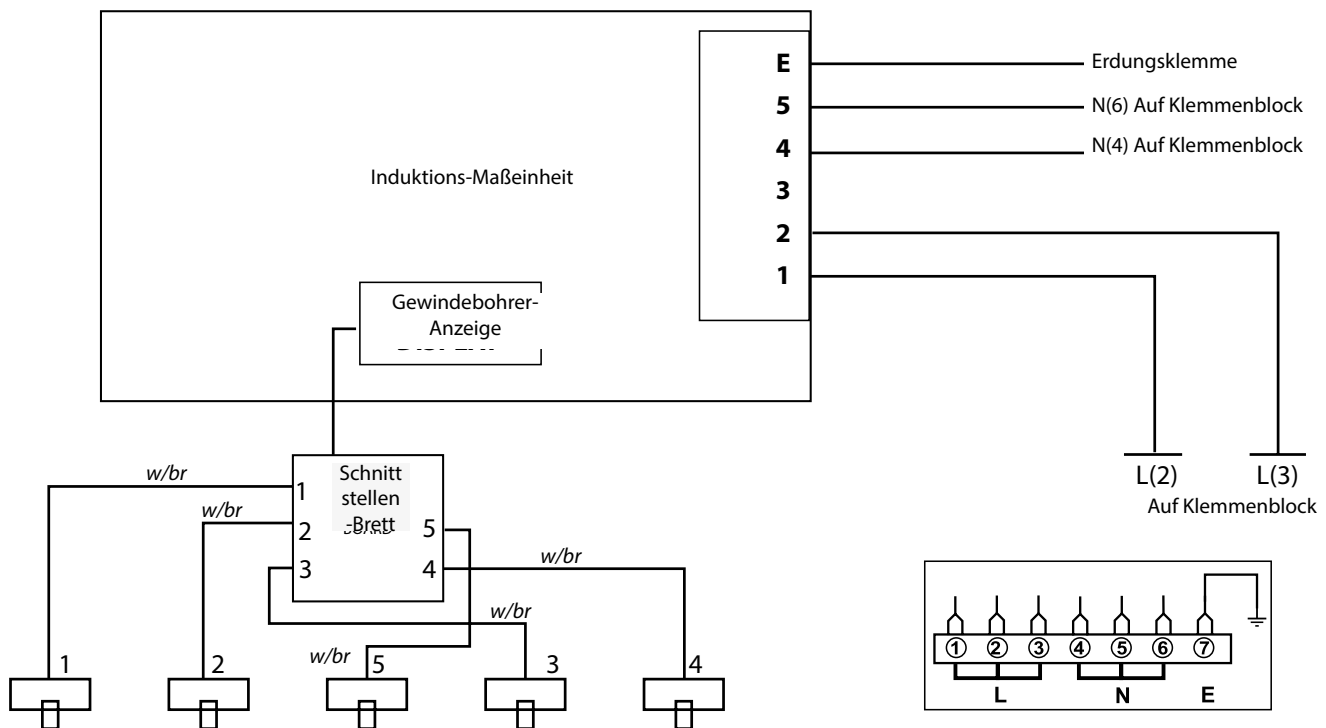 E
Erdungsklemme
5
N(6) Auf Klemmenblock
4
N(4) Auf Klemmenblock
Induktions-Maßeinheit
3
2
1
Gewindebohrer-
Anzeige
L(2)
L(3)
Auf Klemmenblock
w/br
1
Schnitt
stellen
-Brett
w/br
2
5
3
4
w/br
w/br
w/br
1
2
5
3
4
1
2
3
4
5
6
7
L
N
E